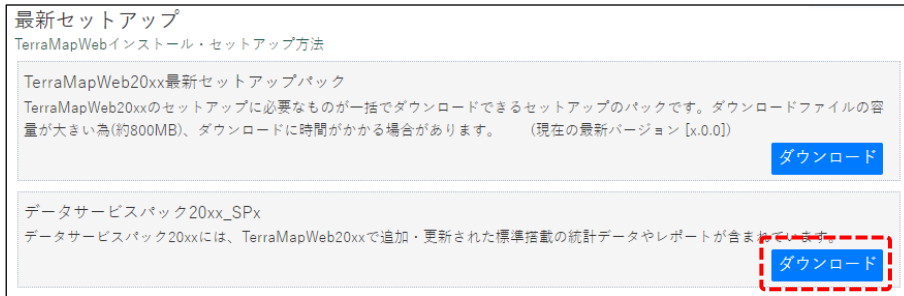 最新セットアップ
TerraMapWebインストール・セットアップ方法
TerraMapWeb20xx最新セットアップパック
TerraMapWeb20xxのセットアップに必要なものが一括でダウンロードできるセットアップのパックです。ダウンロードファイルの容
量が大きい為(約800MB)、ダウンロードに時間がかかる場合があります。　(現在の最新バージョン [x.0.0])
ダウンロード
データサービスパック20xx_SPx
データサービスパック20xxには、TerraMapWeb20xxで追加・更新された標準搭載の統計データやレポートが含まれています。
ダウンロード